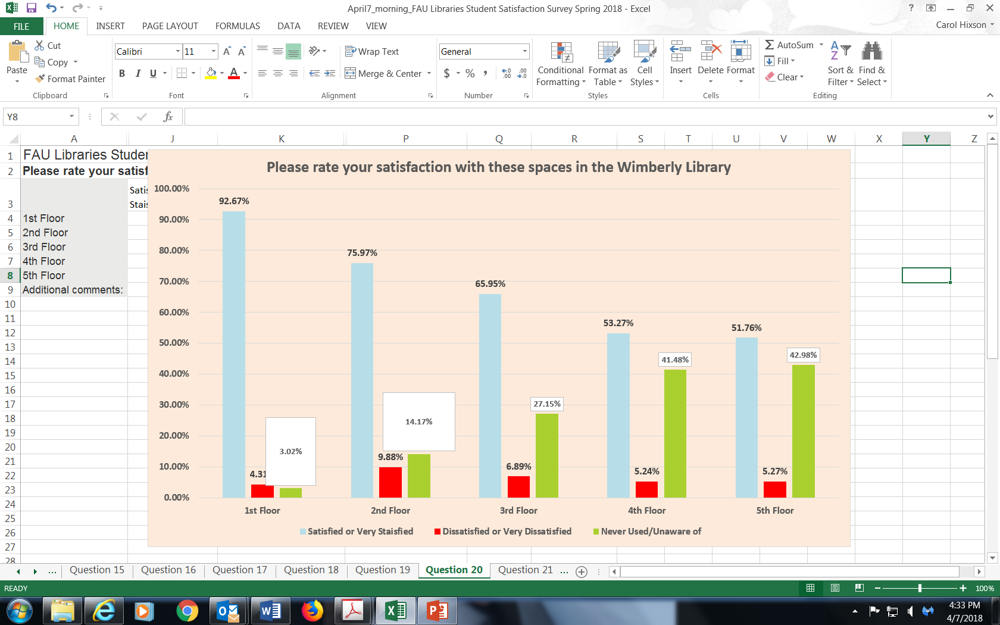 April7_morning_FAU Libraries Student Satisfaction Survey Spring 2018 - Excel
FILE HOME INSERT PAGE LAYOUT FORMULAS DATA REVIEW VIEW Carol Hixson
Paste
Cut
Copy
Format Painter
Clipboard
Calibri 11
B I U
Font
Wrap Text
Merge & Center
Alignment
General
$ % ,
Number
Conditional Formatting
Format as Table
Cell Styles
Styles
Insert Delete Format
Cells
AutoSum
Fill
Clear
Sort & Filter
Find & Select
Editing
Y8 fx
A J K P Q R S T U V W X Y Z
1 FAU Libraries Studen
2 Please rate your satisf
3 Satis
Stais
4 1st Floor
5 2nd Floor
6 3rd Floor
7 4th Floor
8 5th Floor
9 Additional comments:
10
11
12
13
14
15
16
17
18
19
20
21
22
23
24
25
26
27
28
Please rate your satisfaction with these spaces in the Wimberly Library
100.00%
90.00%
80.00%
70.00%
60.00%
50.00%
40.00%
30.00%
20.00%
10.00%
0.00%
92.67% 4.31 3.02%
75.97% 9.88% 14.17%
65.95% 6.89% 27.15%
53.27% 5.24% 41.48%
51.76% 5.27% 42.98%
1st Floor 2nd Floor 3rd Floor 4th Floor 5th Floor
Satisfied or Very Staisfied Dissatisfied or Very Dissatisfied Never Used/Unaware of
... Question 15 Question 16 Question 17 Question 18 Question 19 Question 20 Question 21 ...
READY 100%
4:33 PM
4/7/2018